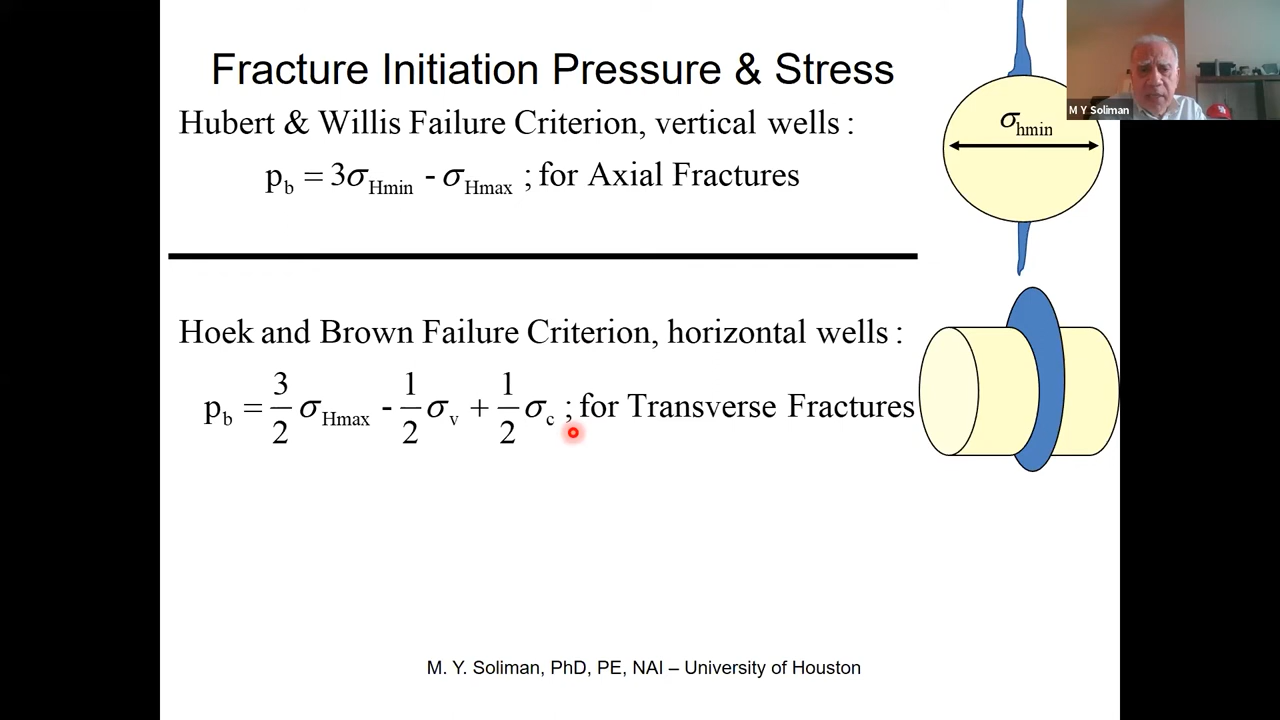 Fracture Initiation Pressure & Stress
Hubert & Willis Failure Criterion, vertical wells :
p_b = 3σ_Hmin - σ_Hmax ; for Axial Fractures
σ_hmin
M Y Soliman
Hoek and Brown Failure Criterion, horizontal wells :
p_b = 3/2 σ_Hmax - 1/2 σ_v + 1/2 σ_c ; for Transverse Fractures
M. Y. Soliman, PhD, PE, NAI – University of Houston